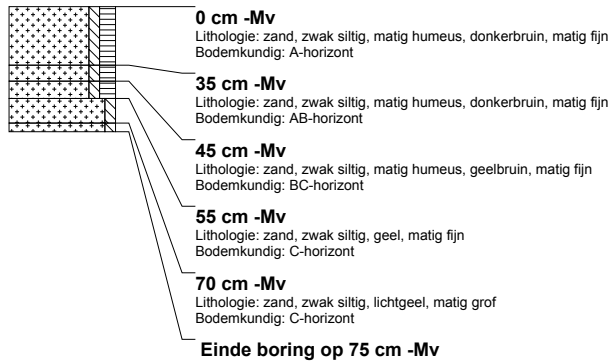 0 cm -Mv
Lithologie: zand, zwak siltig, matig humeus, donkerbruin, matig fijn
Bodemkundig: A-horizont
35 cm -Mv
Lithologie: zand, zwak siltig, matig humeus, donkerbruin, matig fijn
Bodemkundig: AB-horizont
45 cm -Mv
Lithologie: zand, zwak siltig, matig humeus, geelbruin, matig fijn
Bodemkundig: BC-horizont
55 cm -Mv
Lithologie: zand, zwak siltig, geel, matig fijn
Bodemkundig: C-horizont
70 cm -Mv
Lithologie: zand, zwak siltig, lichtgeel, matig grof
Bodemkundig: C-horizont
Einde boring op 75 cm -Mv